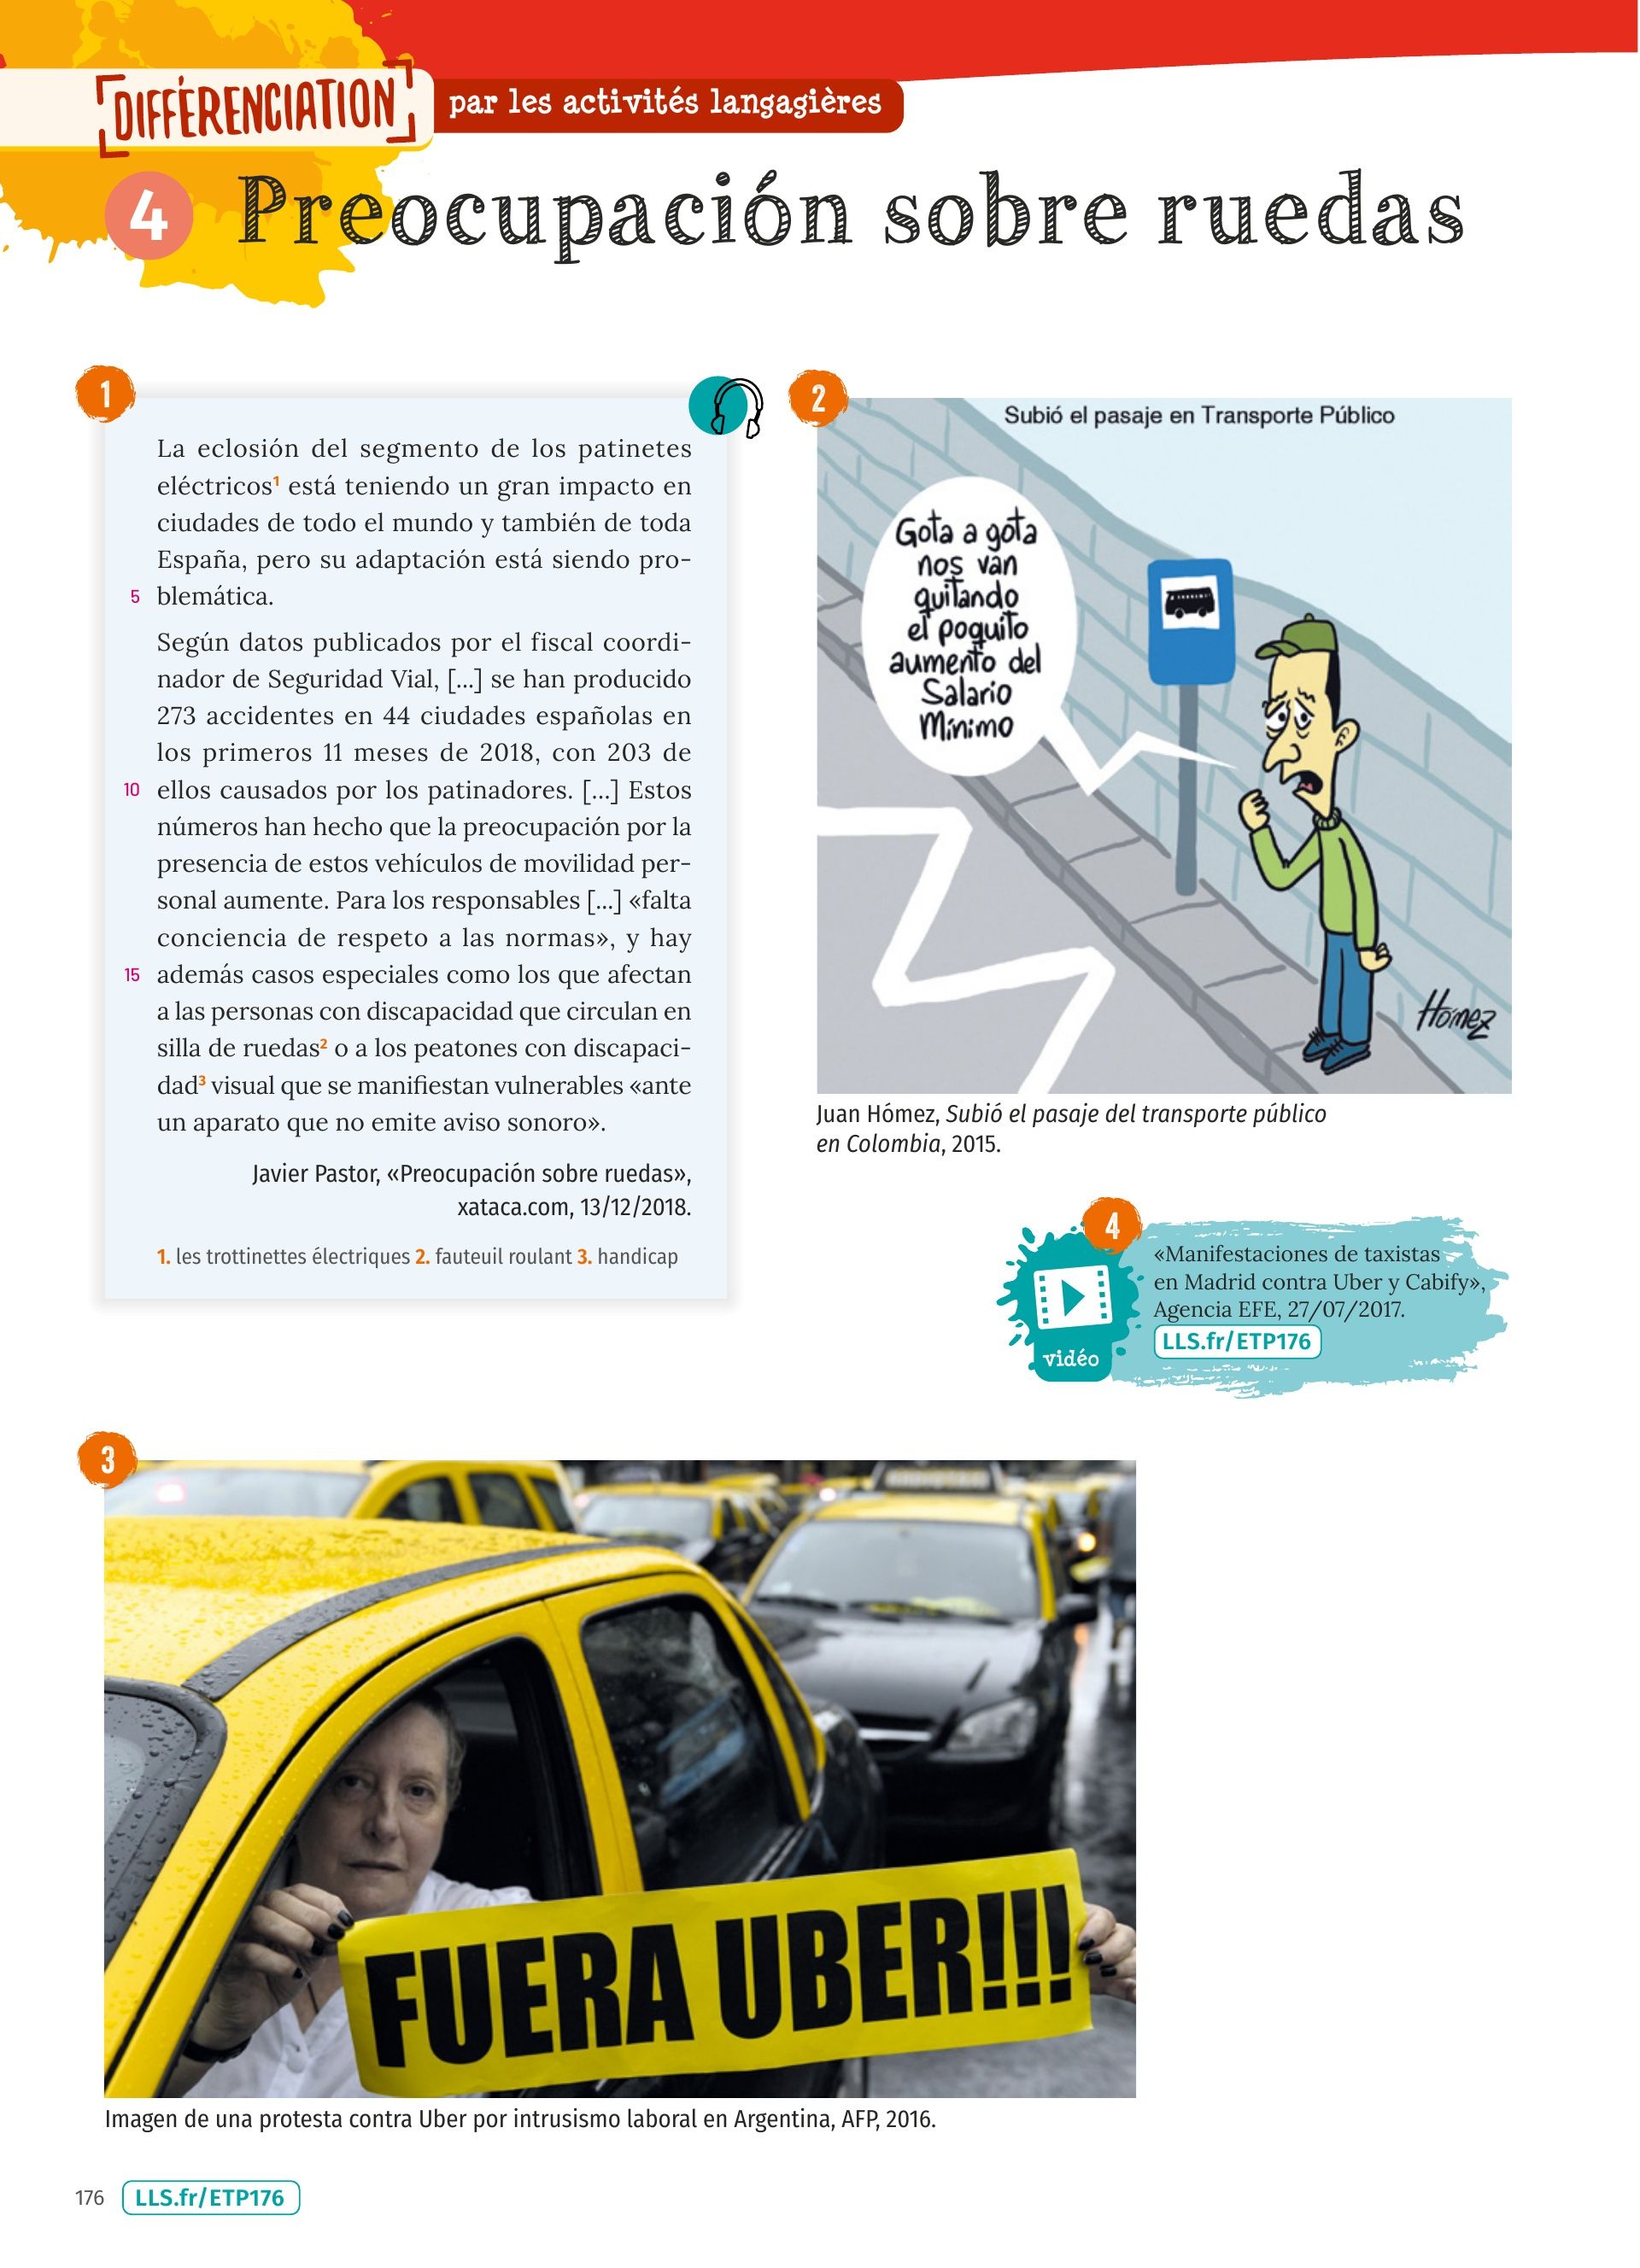 DIFFÉRENCIATION par les activités langagières
4 Preocupación sobre ruedas
1
La eclosión del segmento de los patinetes
eléctricos1 está teniendo un gran impacto en
ciudades de todo el mundo y también de toda
España, pero su adaptación está siendo pro-
5 blemática.
Según datos publicados por el fiscal coordi-
nador de Seguridad Vial, [...] se han producido
273 accidentes en 44 ciudades españolas en
los primeros 11 meses de 2018, con 203 de
10 ellos causados por los patinadores. [...] Estos
números han hecho que la preocupación por la
presencia de estos vehículos de movilidad per-
sonal aumente. Para los responsables [...] «falta
conciencia de respeto a las normas», y hay
15 además casos especiales como los que afectan
a las personas con discapacidad que circulan en
silla de ruedas2 o a los peatones con discapaci-
dad3 visual que se manifiestan vulnerables «ante
un aparato que no emite aviso sonoro».
Javier Pastor, «Preocupación sobre ruedas»,
xataca.com, 13/12/2018.
1. les trottinettes électriques 2. fauteuil roulant 3. handicap
2
Subió el pasaje en Transporte Público
Gota a gota
nos van
quitando
el poquito
aumento del
Salario
Mínimo
Hómez
Juan Hómez, Subió el pasaje del transporte público
en Colombia, 2015.
4
vidéo
«Manifestaciones de taxistas
en Madrid contra Uber y Cabify»,
Agencia EFE, 27/07/2017.
LLS.fr/ETP176
3
FUERA UBER!!!
Imagen de una protesta contra Uber por intrusismo laboral en Argentina, AFP, 2016.
176 LLS.fr/ETP176